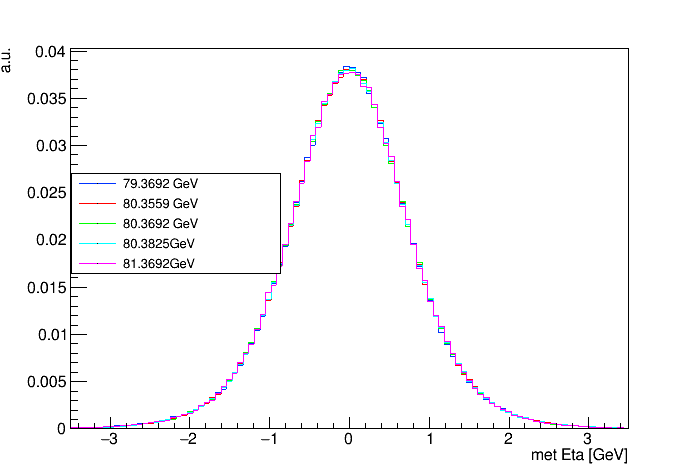 a.u.
0.04
0.035
0.03
0.025
0.02
0.015
0.01
0.005
0
79.3692 GeV
80.3559 GeV
80.3692 GeV
80.3825GeV
81.3692GeV
−3 −2 −1 0 1 2 3
met Eta [GeV]